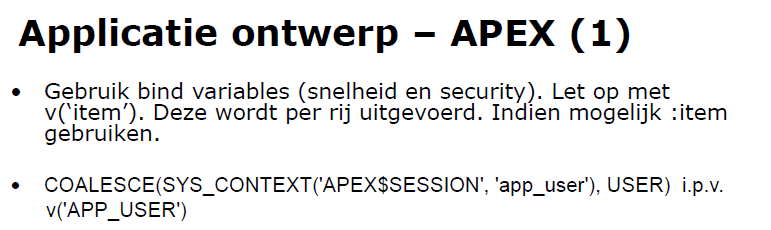 Applicatie ontwerp – APEX (1)
• Gebruik bind variables (snelheid en security). Let op met
v(‘item’). Deze wordt per rij uitgevoerd. Indien mogelijk :item
gebruiken.
• COALESCE(SYS_CONTEXT('APEX$SESSION', 'app_user'), USER) i.p.v.
v('APP_USER')